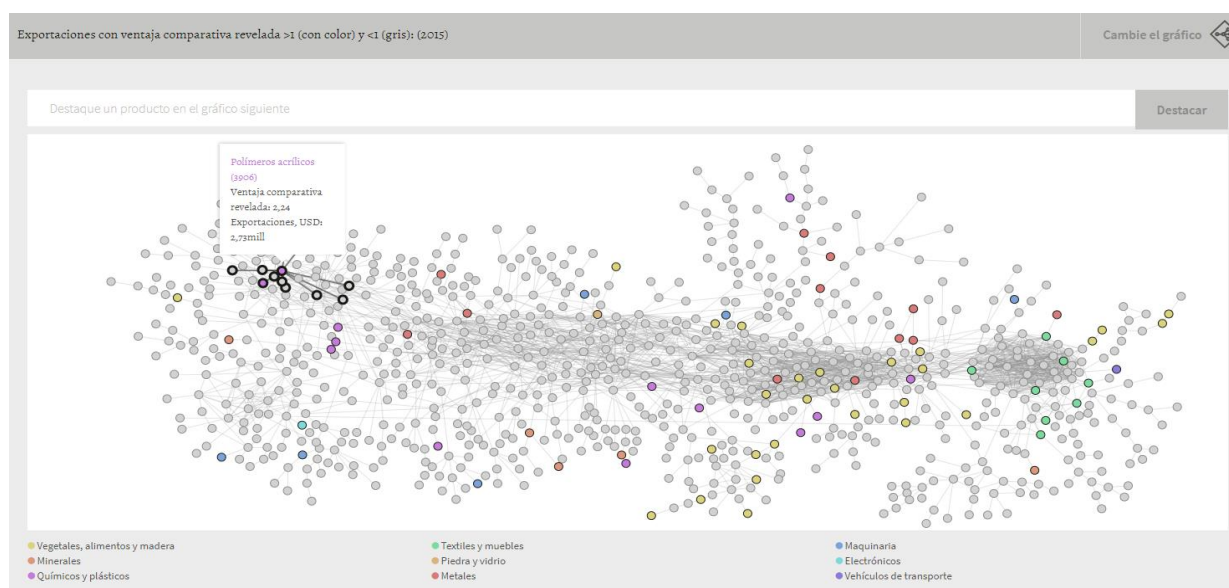 Exportaciones con ventaja comparativa revelada >1 (con color) y <1 (gris): (2015)
Cambie el gráfico
Destaque un producto en el gráfico siguiente
Destacar
Polímeros acrílicos
(3906)
Ventaja comparativa
revelada: 2,24
Exportaciones, USD:
2,73mill
Vegetales, alimentos y madera
Minerales
Químicos y plásticos
Textiles y muebles
Piedra y vidrio
Metales
Maquinaria
Electrónicos
Vehículos de transporte